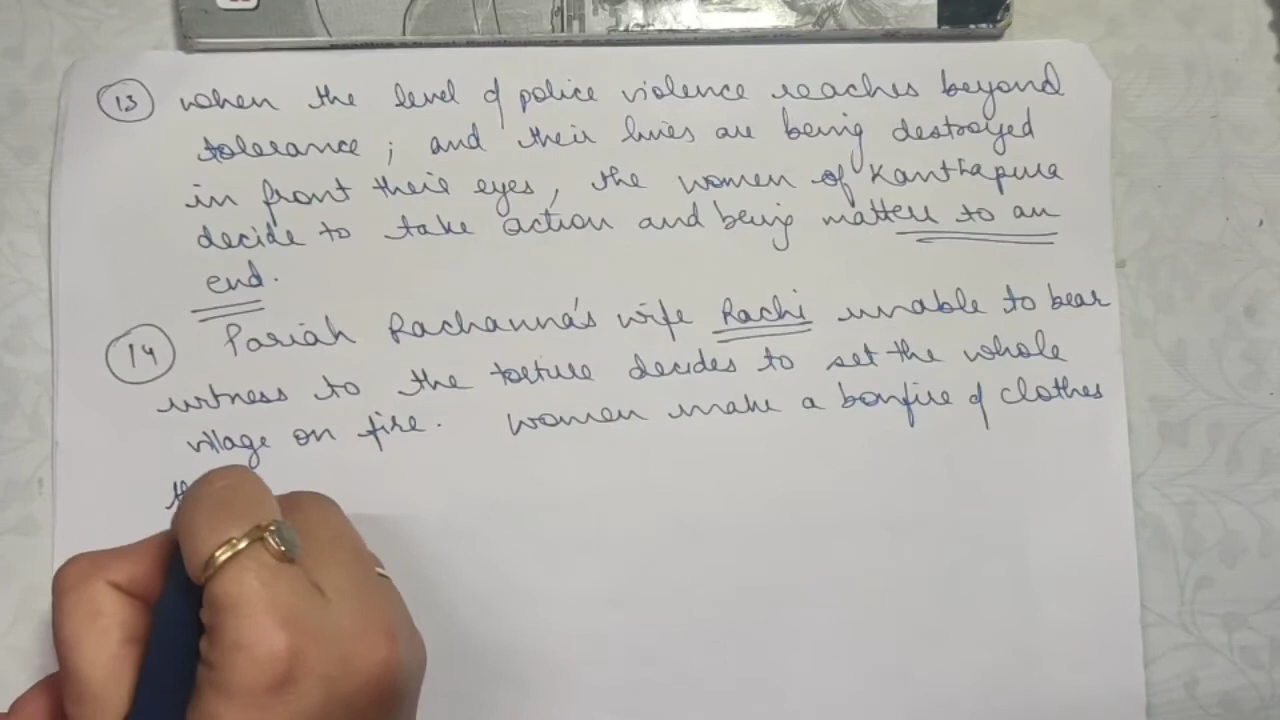 13 when the level of police violence reaches beyond
tolerance; and their lives are being destroyed
in front their eyes, the women of Kanthapura
decide to take action and being matters to an
end.
14 Pariah Rachanna's wife Rachi unable to bear
witness to the torture decides to set the whole
village on fire. Women make a bonfire of clothes